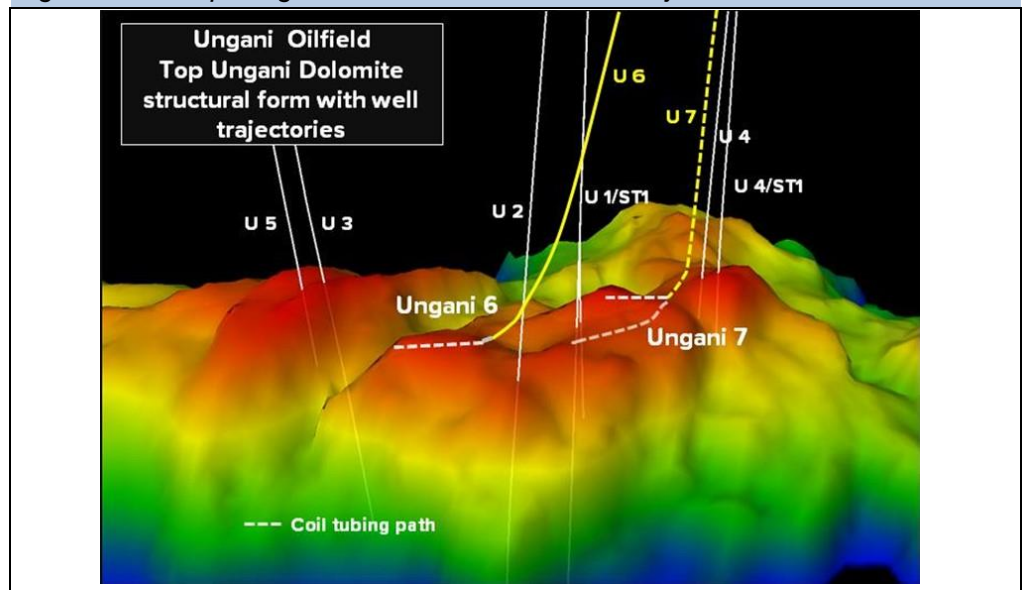 Ungani Oilfield
Top Ungani Dolomite
structural form with well
trajectories
U 6
U 7
U 4
U 4/ST1
U 1/ST1
U 2
U 5
U 3
Ungani 6
Ungani 7
--- Coil tubing path